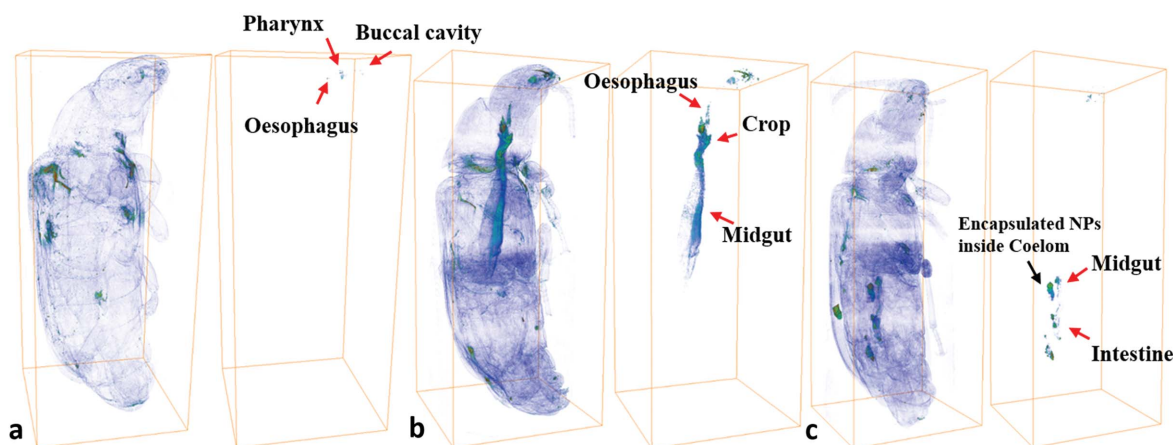 Pharynx
Buccal cavity
Oesophagus
a
Oesophagus
Crop
Midgut
b
Encapsulated NPs
inside Coelom
Midgut
Intestine
c